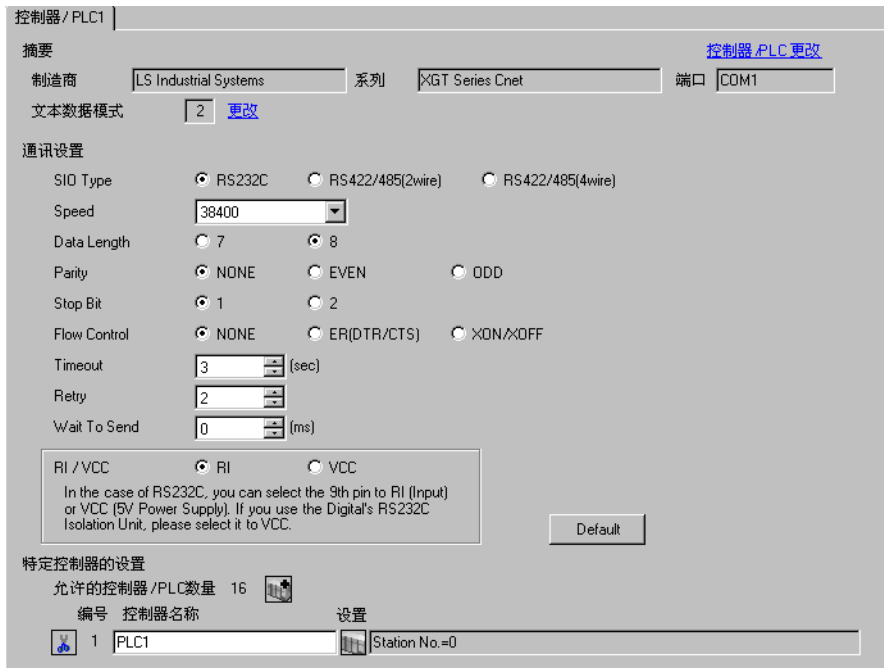 控制器/PLC1
摘要 控制器/PLC更改
制造商 LS Industrial Systems 系列 XGT Series Cnet 端口 COM1
文本数据模式 2 更改
通讯设置
SIO Type RS232C RS422/485(2wire) RS422/485(4wire)
Speed 38400
Data Length 7 8
Parity NONE EVEN ODD
Stop Bit 1 2
Flow Control NONE ER(DTR/CTS) XON/XOFF
Timeout 3 (sec)
Retry 2
Wait To Send 0 (ms)
RI / VCC RI VCC
In the case of RS232C, you can select the 9th pin to RI (Input)
or VCC (5V Power Supply). If you use the Digital's RS232C
Isolation Unit, please select it to VCC.
Default
特定控制器的设置
允许的控制器/PLC数量 16
编号 控制器名称 设置
1 PLC1 Station No.=0